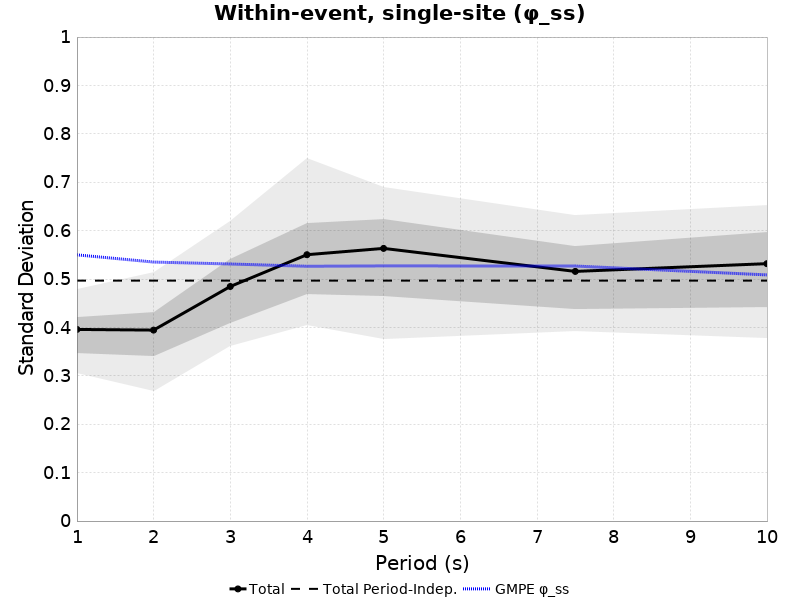 Within-event, single-site (φ_ss)
Standard Deviation
1
0.9
0.8
0.7
0.6
0.5
0.4
0.3
0.2
0.1
0
1 2 3 4 5 6 7 8 9 10
Period (s)
Total Total Period-Indep. GMPE φ_ss